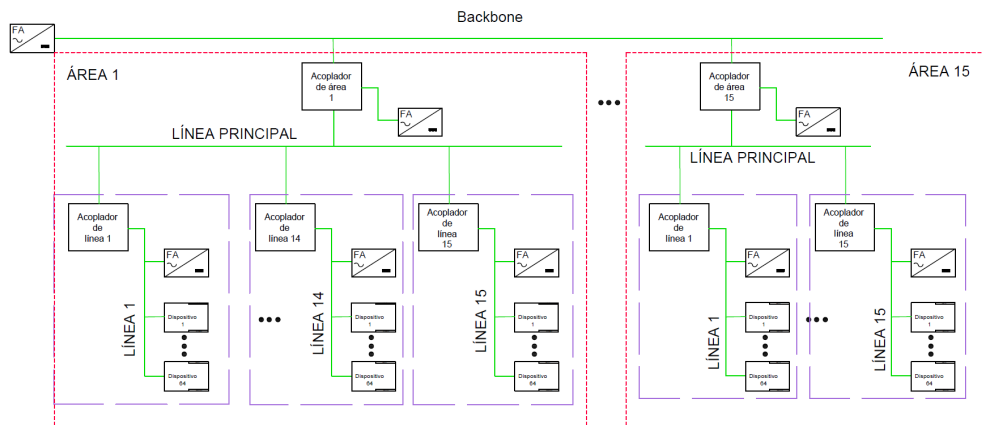 Backbone
FA
ÁREA 1
ÁREA 15
Acoplador
de área
1
Acoplador
de área
15
FA
FA
LÍNEA PRINCIPAL
LÍNEA PRINCIPAL
Acoplador
de
línea 1
Acoplador
de
línea 14
Acoplador
de
línea
15
Acoplador
de
línea 1
Acoplador
de
línea
15
FA
FA
FA
FA
FA
LÍNEA 1
Dispositivo
1
Dispositivo
64
LÍNEA 14
Dispositivo
1
Dispositivo
64
LÍNEA 15
Dispositivo
1
Dispositivo
64
LÍNEA 1
Dispositivo
1
Dispositivo
64
LÍNEA 15
Dispositivo
1
Dispositivo
64